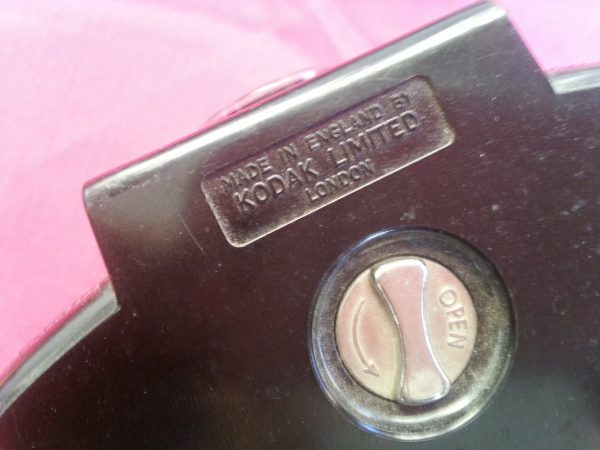 MADE IN ENGLAND BY
KODAK LIMITED
LONDON
OPEN